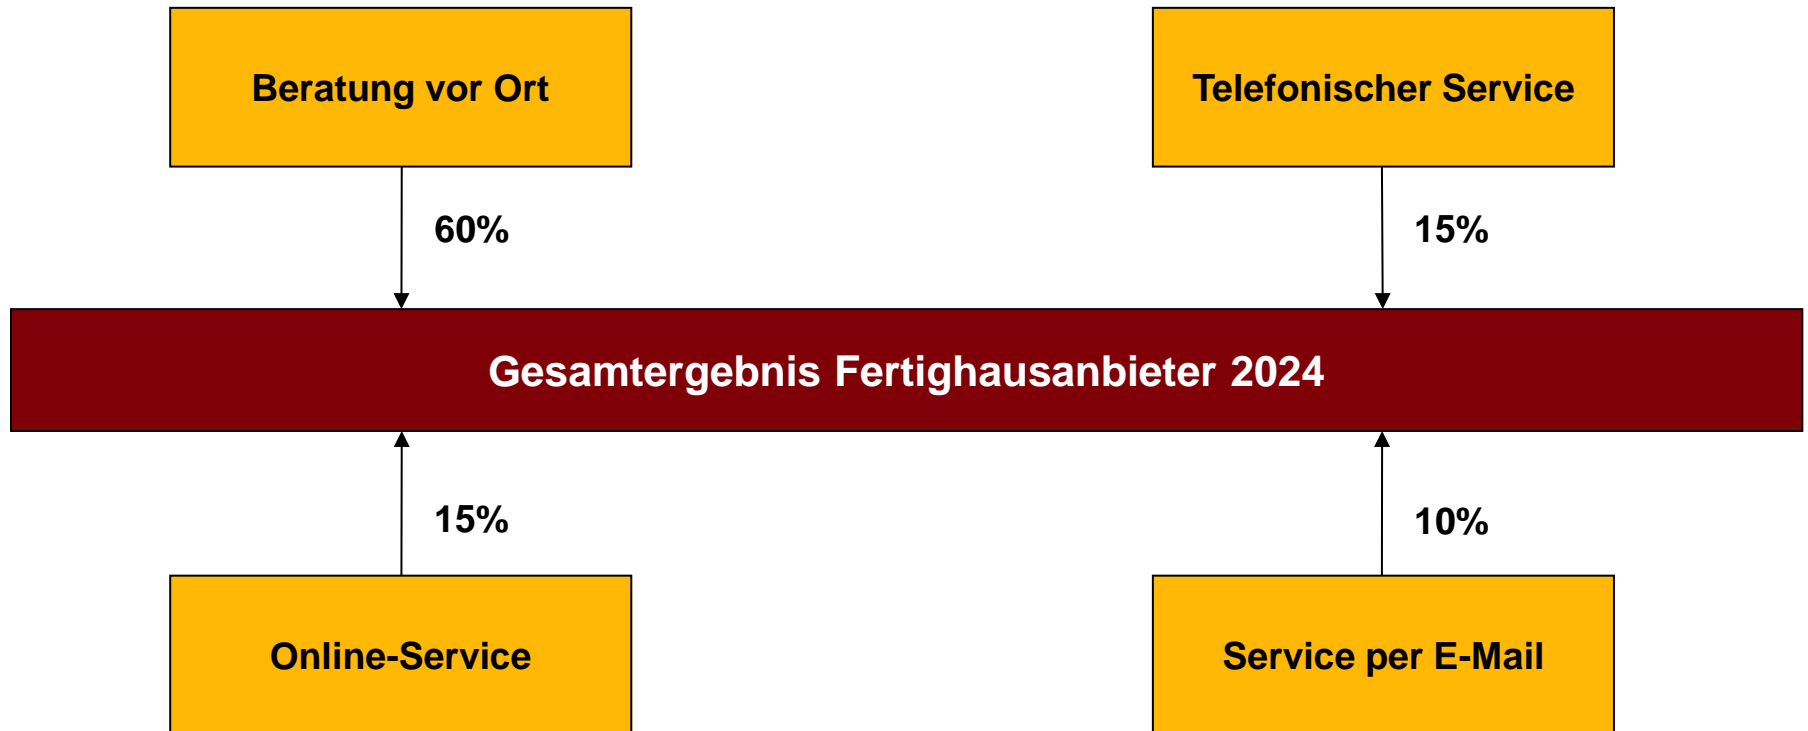 Beratung vor Ort
Telefonischer Service
60%
15%
Gesamtergebnis Fertighausanbieter 2024
15%
10%
Online-Service
Service per E-Mail